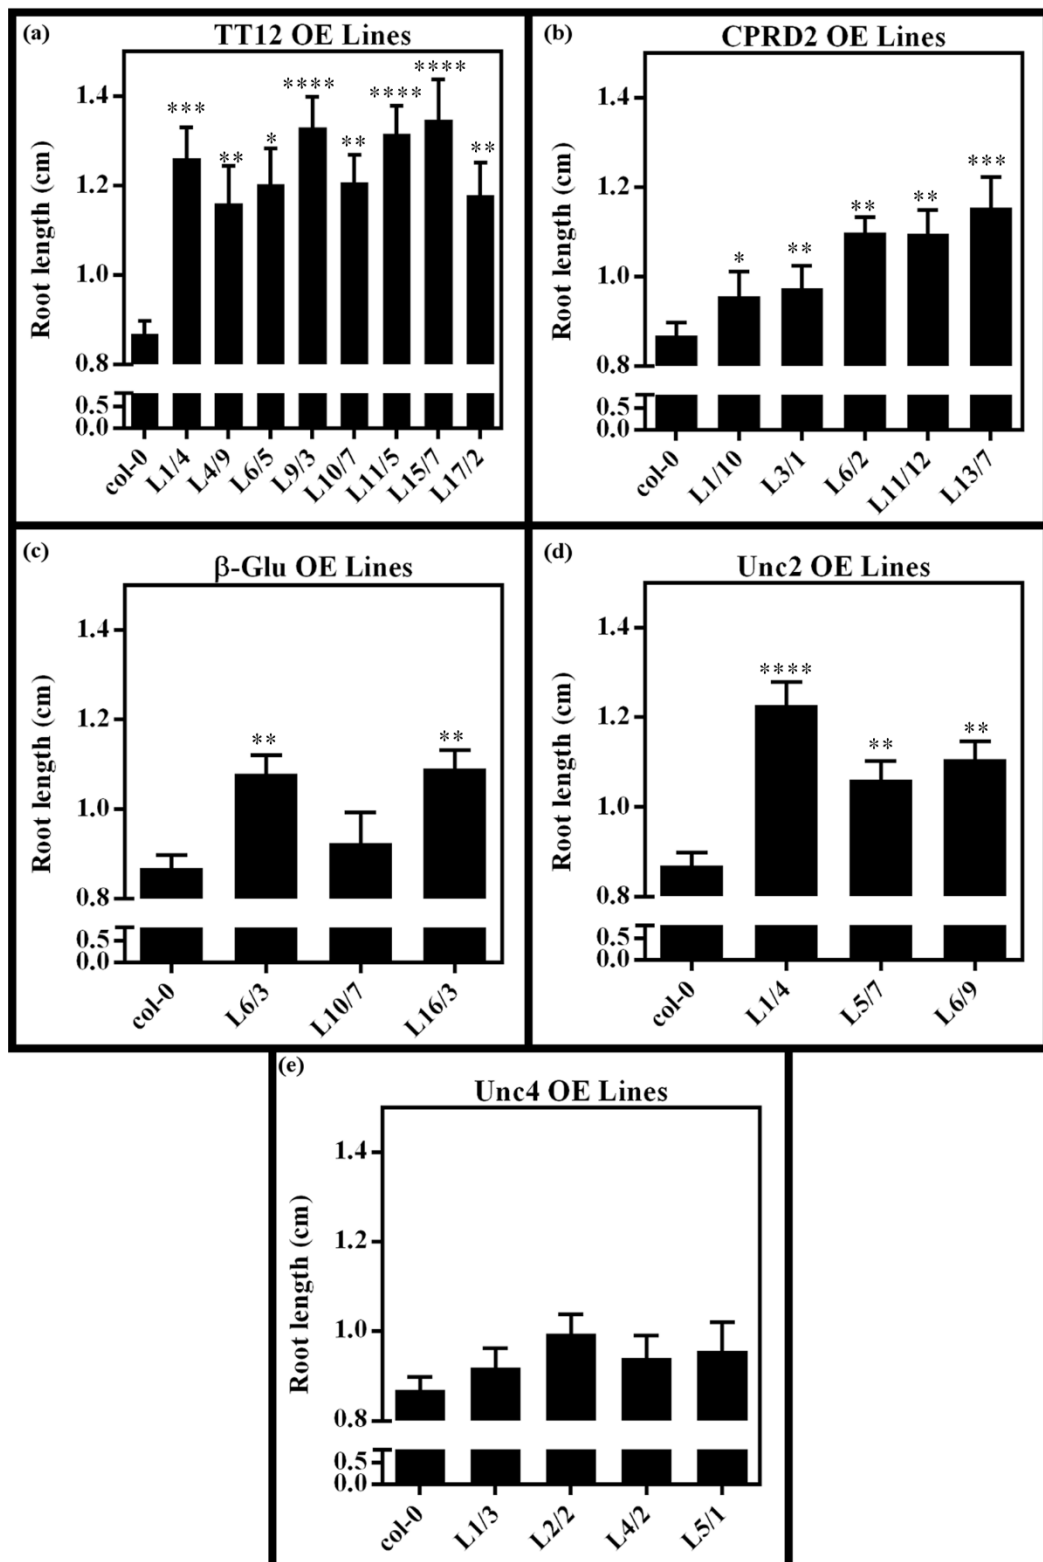 (a)
TT12 OE Lines
Root length (cm)
1.4
1.2
1.0
0.8
0.5
0.0
***
**
*
****
**
****
****
**
col-0
L1/4
L4/9
L6/5
L9/3
L10/7
L11/5
L15/7
L17/2
(b)
CPRD2 OE Lines
Root length (cm)
1.4
1.2
1.0
0.8
0.5
0.0
*
**
**
**
***
col-0
L1/10
L3/1
L6/2
L11/12
L13/7
(c)
β-Glu OE Lines
Root length (cm)
1.4
1.2
1.0
0.8
0.5
0.0
**
**
col-0
L6/3
L10/7
L16/3
(d)
Unc2 OE Lines
Root length (cm)
1.4
1.2
1.0
0.8
0.5
0.0
****
**
**
col-0
L1/4
L5/7
L6/9
(e)
Unc4 OE Lines
Root length (cm)
1.4
1.2
1.0
0.8
0.5
0.0
col-0
L1/3
L2/2
L4/2
L5/1